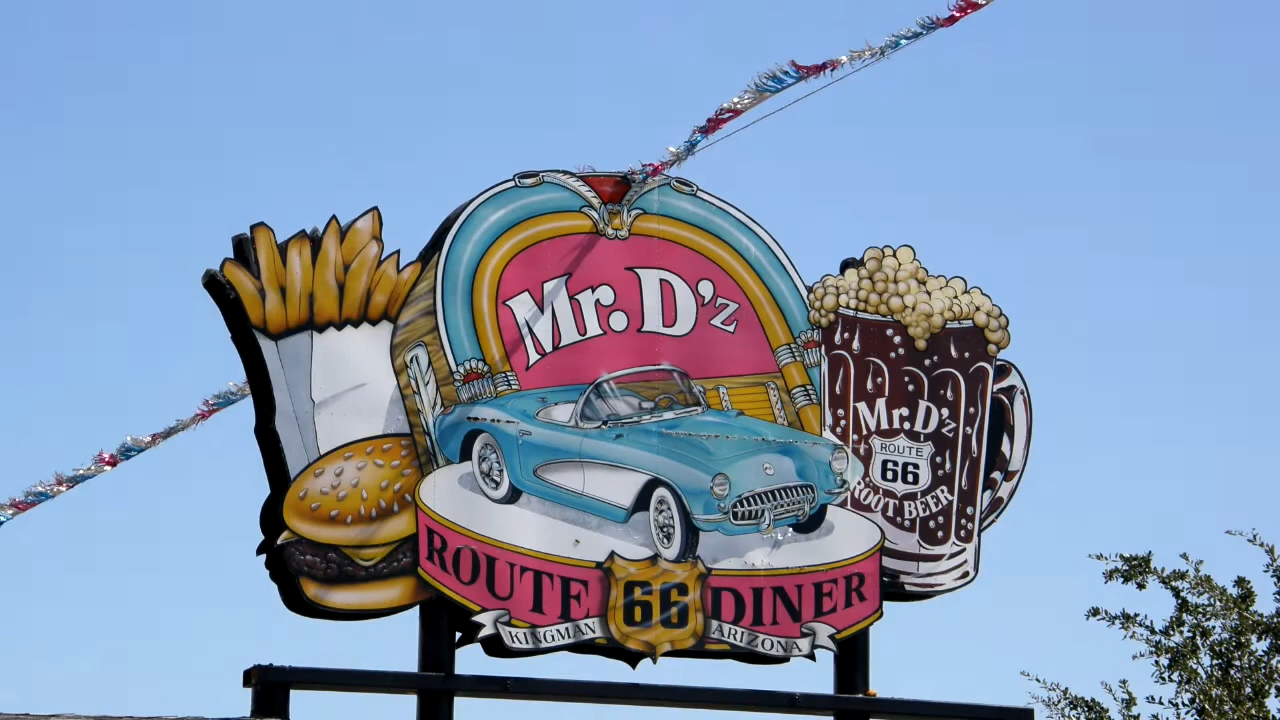 Mr. D'z
ROUTE 66 DINER
KINGMAN ARIZONA
Mr. D'z
ROUTE
66
ROOT BEER